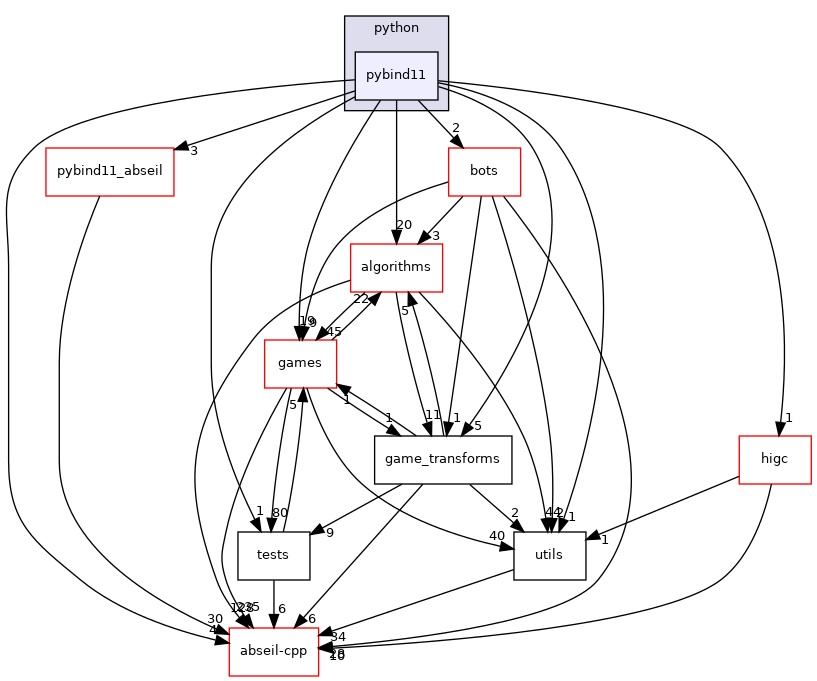 python
pybind11
2
pybind11_abseil
3
bots
20
3
algorithms
22
5
19
9
45
games
1
5
1
11
1
5
1
game_transforms
higc
1
80
2
44
2
1
9
40
1
tests
utils
6
6
30
4
34
abseil-cpp